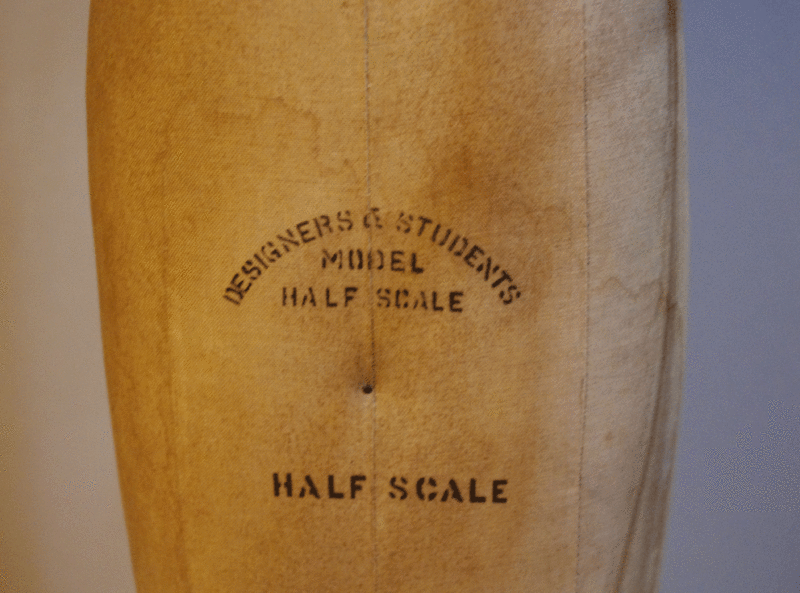 DESIGNERS & STUDENTS
MODEL
HALF SCALE
HALF SCALE